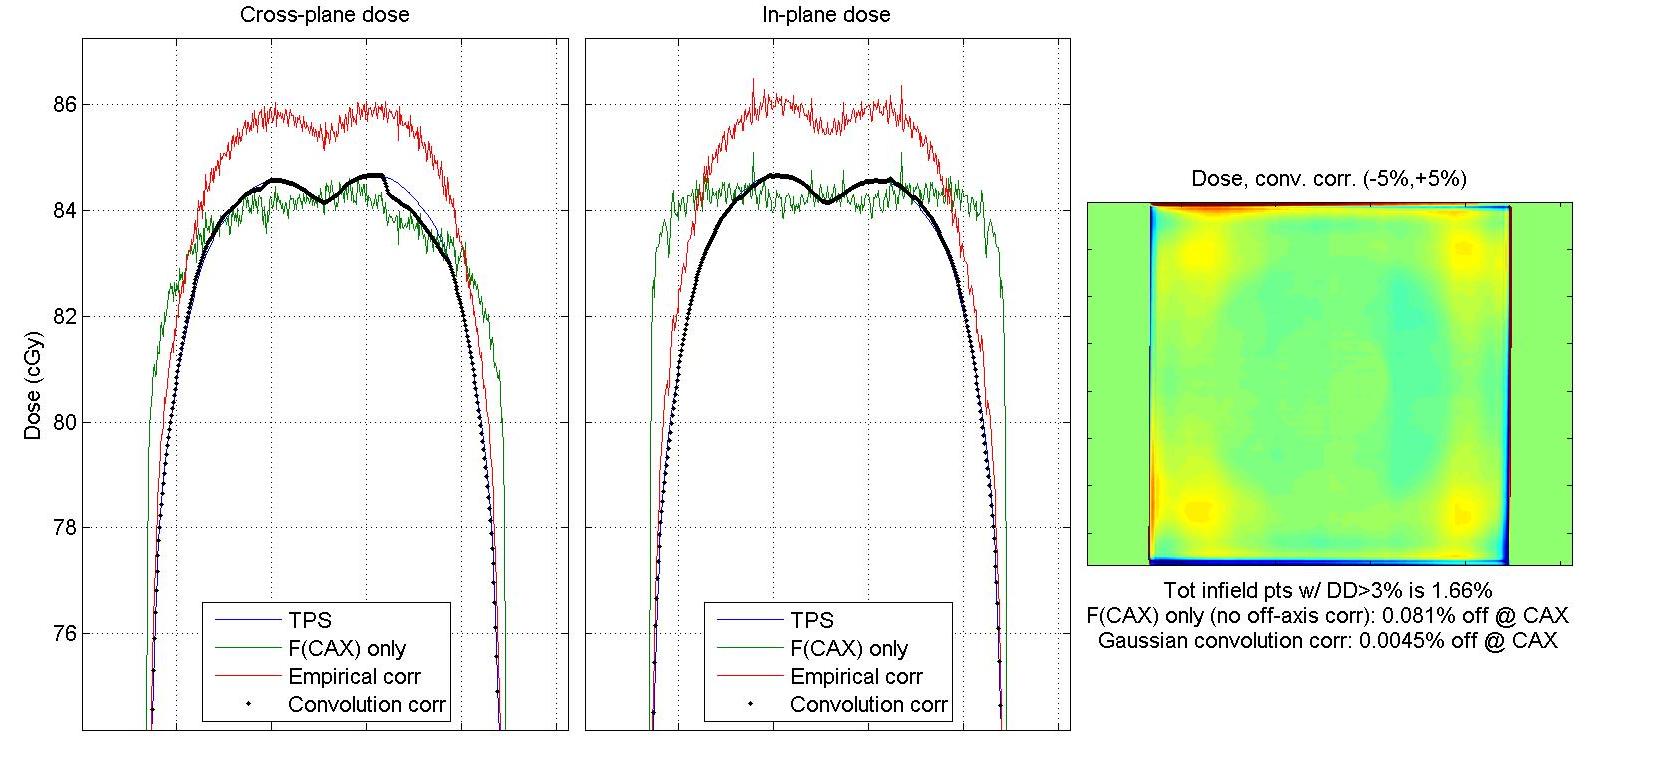 Cross-plane dose
In-plane dose
86
84
82
80
78
76
Dose (cGy)
TPS
F(CAX) only
Empirical corr
Convolution corr
TPS
F(CAX) only
Empirical corr
Convolution corr
Dose, conv. corr. (-5%,+5%)
Tot infield pts w/ DD>3% is 1.66%
F(CAX) only (no off-axis corr): 0.081% off @ CAX
Gaussian convolution corr: 0.0045% off @ CAX